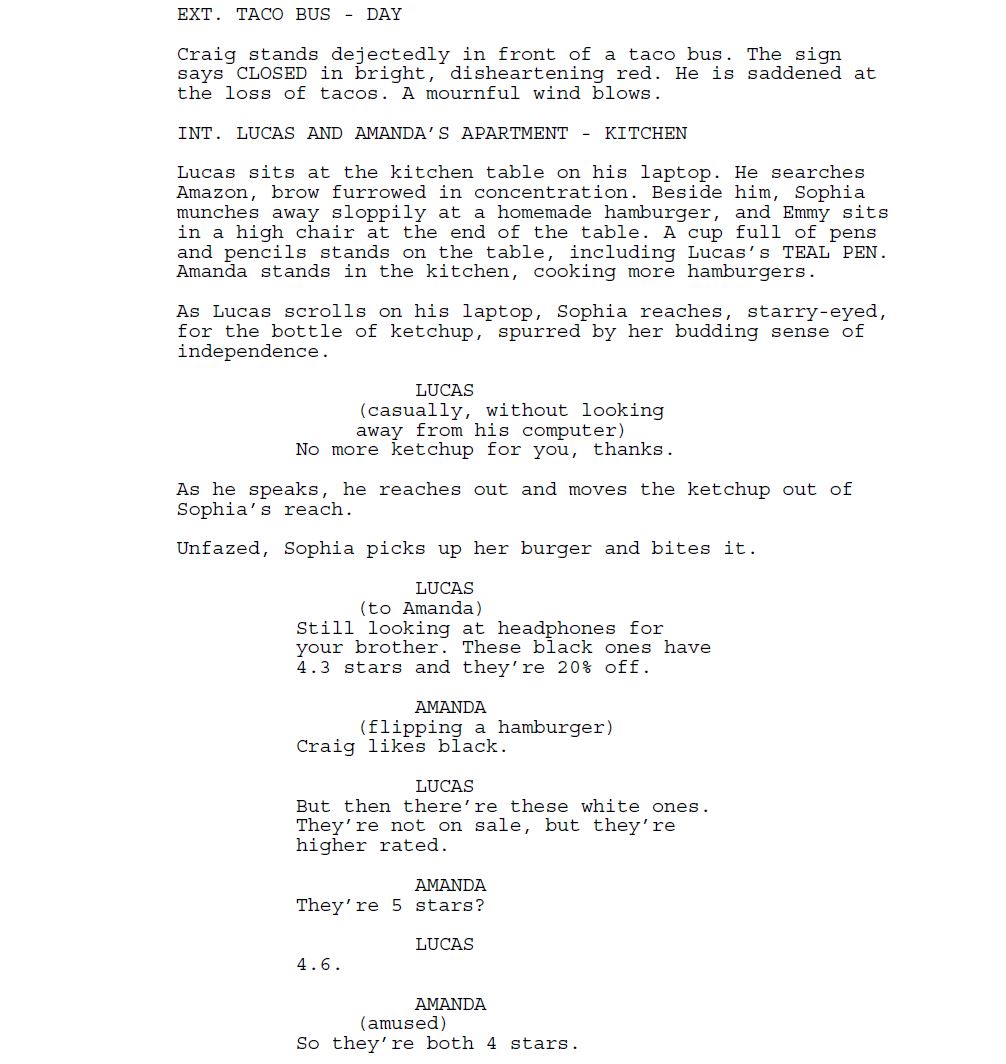 EXT. TACO BUS - DAY
Craig stands dejectedly in front of a taco bus. The sign
says CLOSED in bright, disheartening red. He is saddened at
the loss of tacos. A mournful wind blows.
INT. LUCAS AND AMANDA'S APARTMENT - KITCHEN
Lucas sits at the kitchen table on his laptop. He searches
Amazon, brow furrowed in concentration. Beside him, Sophia
munches away sloppily at a homemade hamburger, and Emmy sits
in a high chair at the end of the table. A cup full of pens
and pencils stands on the table, including Lucas's TEAL PEN.
Amanda stands in the kitchen, cooking more hamburgers.
As Lucas scrolls on his laptop, Sophia reaches, starry-eyed,
for the bottle of ketchup, spurred by her budding sense of
independence.
LUCAS
(casually, without looking
away from his computer)
No more ketchup for you, thanks.
As he speaks, he reaches out and moves the ketchup out of
Sophia's reach.
Unfazed, Sophia picks up her burger and bites it.
LUCAS
(to Amanda)
Still looking at headphones for
your brother. These black ones have
4.3 stars and they're 20% off.
AMANDA
(flipping a hamburger)
Craig likes black.
LUCAS
But then there're these white ones.
They're not on sale, but they're
higher rated.
AMANDA
They're 5 stars?
LUCAS
4.6.
AMANDA
(amused)
So they're both 4 stars.